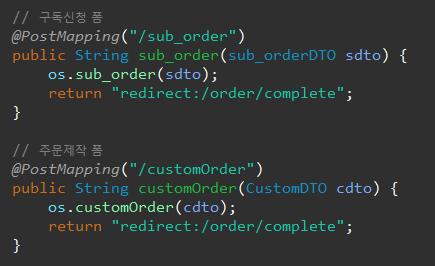 // 구독신청 폼
@PostMapping("/sub_order")
public String sub_order(sub_orderDTO sdto) {
    os.sub_order(sdto);
    return "redirect:/order/complete";
}

// 주문제작 폼
@PostMapping("/customOrder")
public String customOrder(CustomDTO cdto) {
    os.customOrder(cdto);
    return "redirect:/order/complete";
}